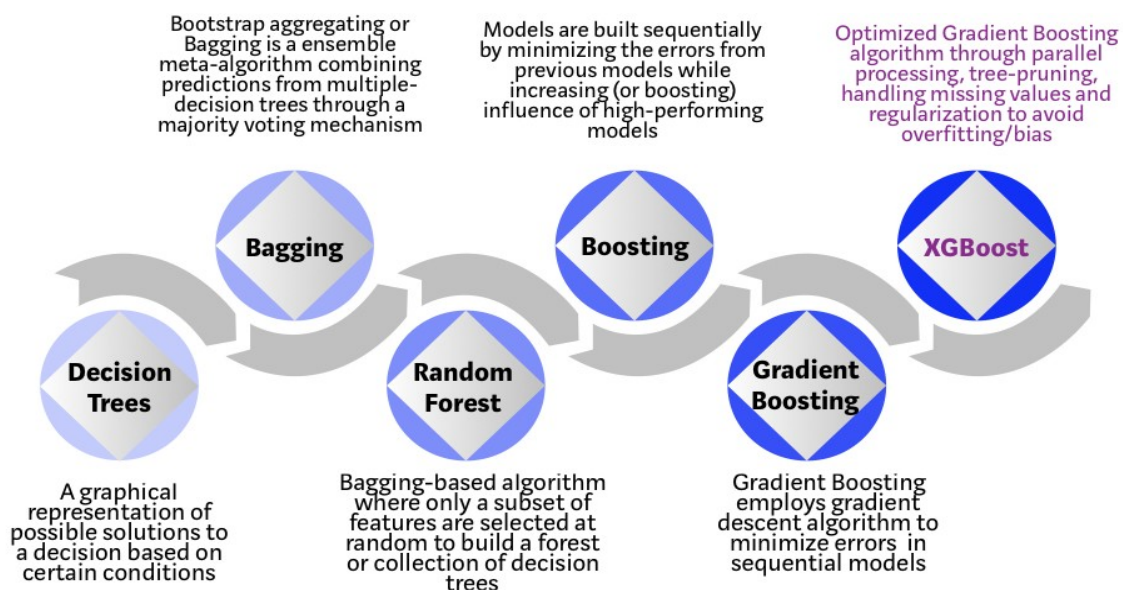 Bootstrap aggregating or
Bagging is a ensemble
meta-algorithm combining
predictions from multiple-
decision trees through a
majority voting mechanism
Models are built sequentially
by minimizing the errors from
previous models while
increasing (or boosting)
influence of high-performing
models
Optimized Gradient Boosting
algorithm through parallel
processing, tree-pruning,
handling missing values and
regularization to avoid
overfitting/bias
Bagging
Boosting
XGBoost
Decision
Trees
Random
Forest
Gradient
Boosting
A graphical
representation of
possible solutions to
a decision based on
certain conditions
Bagging-based algorithm
where only a subset of
features are selected at
random to build a forest
or collection of decision
trees
Gradient Boosting
employs gradient
descent algorithm to
minimize errors in
sequential models